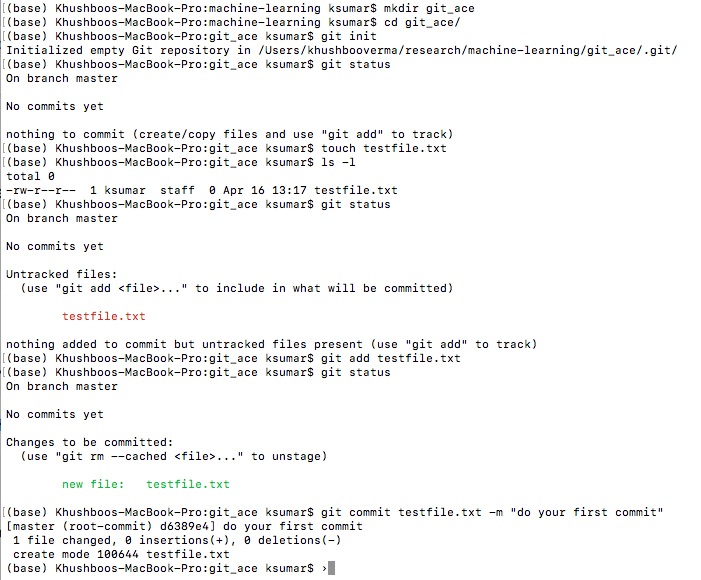 (base) Khushboos-MacBook-Pro:machine-learning ksumar$ mkdir git_ace
(base) Khushboos-MacBook-Pro:machine-learning ksumar$ cd git_ace/
(base) Khushboos-MacBook-Pro:git_ace ksumar$ git init
Initialized empty Git repository in /Users/khushbooverma/research/machine-learning/git_ace/.git/
(base) Khushboos-MacBook-Pro:git_ace ksumar$ git status
On branch master
No commits yet
nothing to commit (create/copy files and use "git add" to track)
(base) Khushboos-MacBook-Pro:git_ace ksumar$ touch testfile.txt
(base) Khushboos-MacBook-Pro:git_ace ksumar$ ls -l
total 0
-rw-r--r-- 1 ksumar staff 0 Apr 16 13:17 testfile.txt
(base) Khushboos-MacBook-Pro:git_ace ksumar$ git status
On branch master
No commits yet
Untracked files:
(use "git add <file>..." to include in what will be committed)
testfile.txt
nothing added to commit but untracked files present (use "git add" to track)
(base) Khushboos-MacBook-Pro:git_ace ksumar$ git add testfile.txt
(base) Khushboos-MacBook-Pro:git_ace ksumar$ git status
On branch master
No commits yet
Changes to be committed:
(use "git rm --cached <file>..." to unstage)
new file: testfile.txt
(base) Khushboos-MacBook-Pro:git_ace ksumar$ git commit testfile.txt -m "do your first commit"
[master (root-commit) d6389e4] do your first commit
1 file changed, 0 insertions(+), 0 deletions(-)
create mode 100644 testfile.txt
(base) Khushboos-MacBook-Pro:git_ace ksumar$ ›